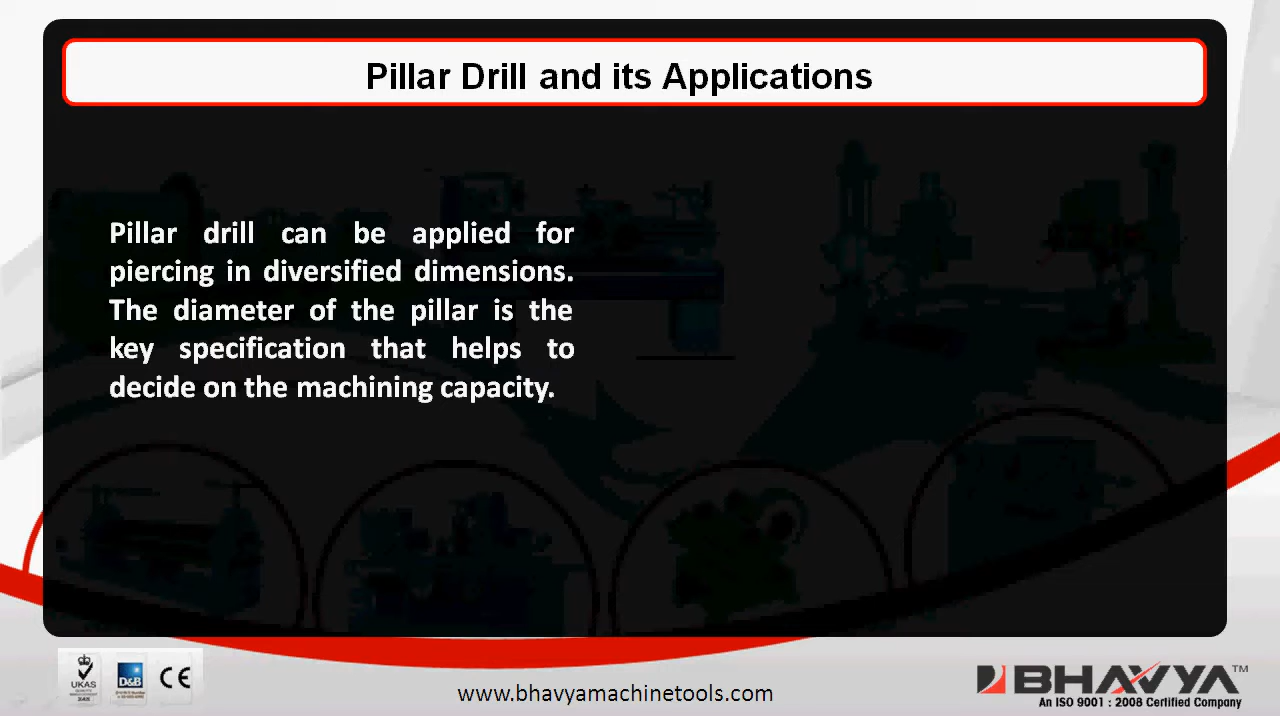 Pillar Drill and its Applications
Pillar drill can be applied for
piercing in diversified dimensions.
The diameter of the pillar is the
key specification that helps to
decide on the machining capacity.
UKAS
D&B
CE
www.bhavyamachinetools.com
BHAVYA™
An ISO 9001 : 2008 Certified Company